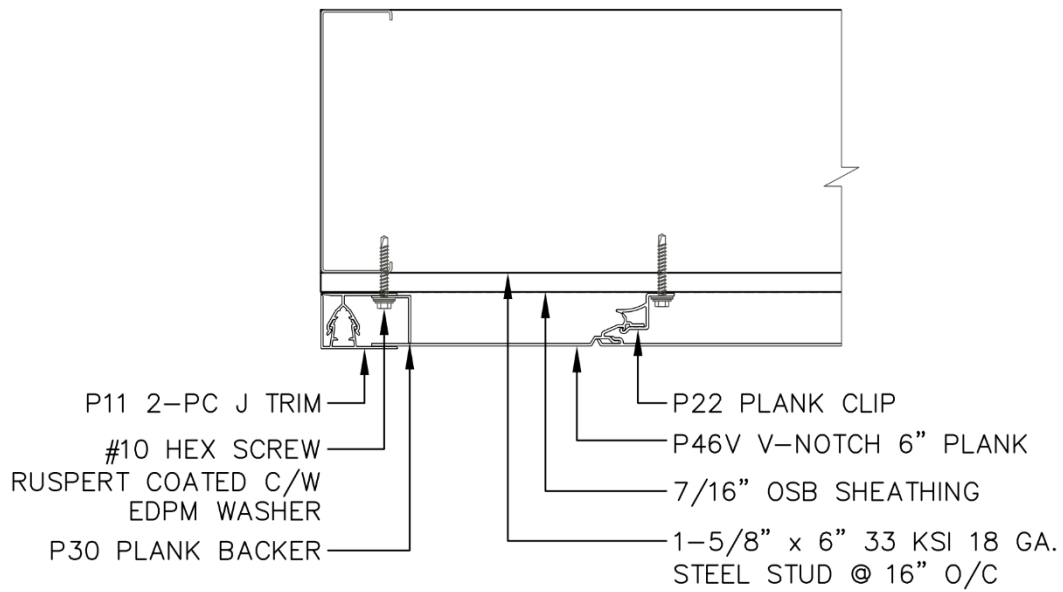 P11 2-PC J TRIM
#10 HEX SCREW
RUSPERT COATED C/W
EDPM WASHER
P30 PLANK BACKER
P22 PLANK CLIP
P46V V-NOTCH 6” PLANK
7/16” OSB SHEATHING
1-5/8” x 6” 33 KSI 18 GA.
STEEL STUD @ 16” O/C